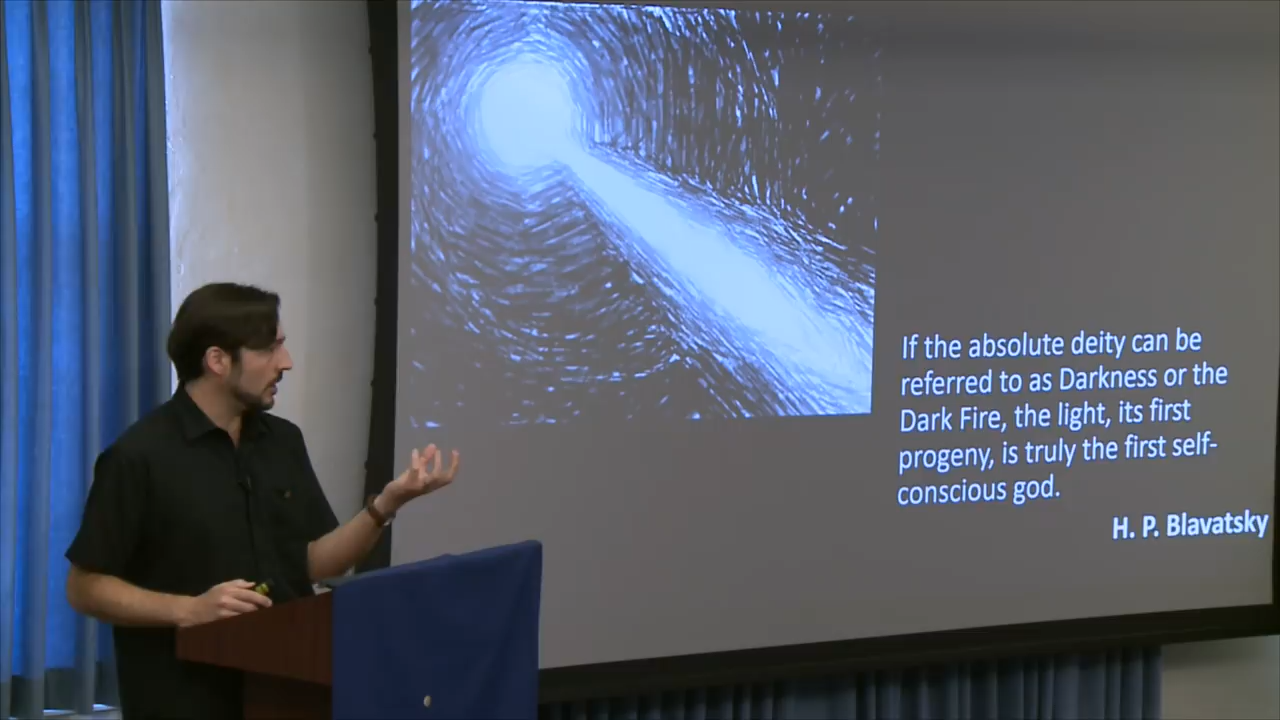 If the absolute deity can be
referred to as Darkness or the
Dark Fire, the light, its first
progeny, is truly the first self-
conscious god.
H. P. Blavatsky